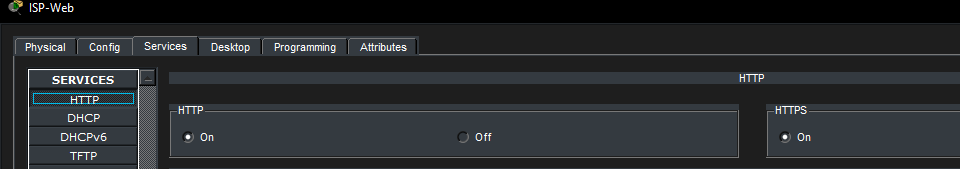 ISP-Web
Physical Config Services Desktop Programming Attributes
SERVICES
HTTP
DHCP
DHCPv6
TFTP
HTTP
HTTP
On Off
HTTPS
On